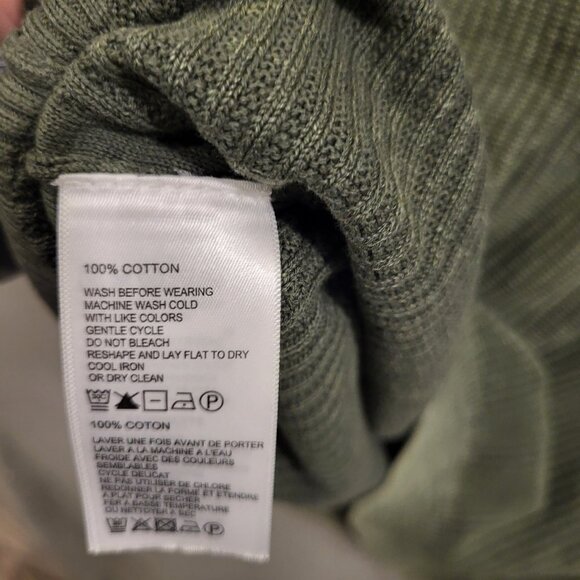 100% COTTON
WASH BEFORE WEARING
MACHINE WASH COLD
WITH LIKE COLORS
GENTLE CYCLE
DO NOT BLEACH
RESHAPE AND LAY FLAT TO DRY
COOL IRON
OR DRY CLEAN
P
100% COTON
LAVER UNE FOIS AVANT DE PORTER
LAVER A LA MACHINE A L'EAU
FROIDE AVEC DES COULEURS
SEMBLABLES
CYCLE DELICAT
NE PAS UTILISER DE CHLORE
REDONNER LA FORME ET ETENDRE
A PLAT POUR SECHER
FER A BASSE TEMPERATURE
OU NETTOYER A SEC
P